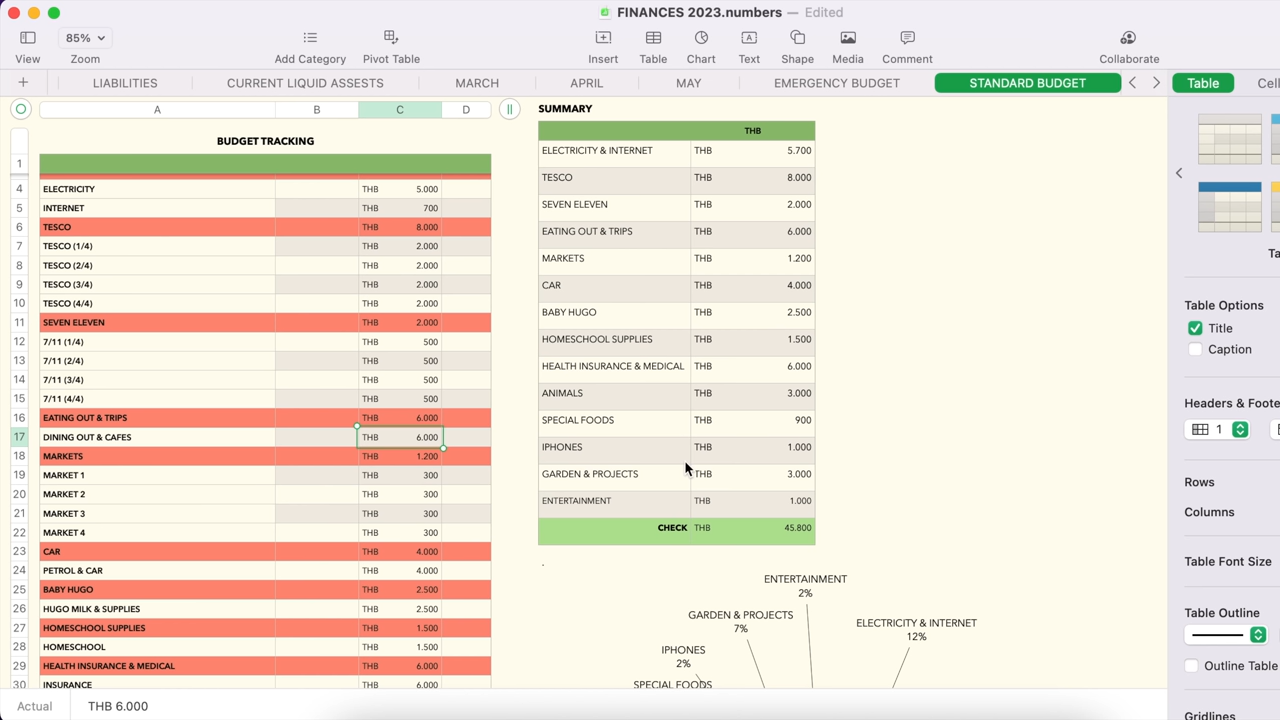 FINANCES 2023.numbers — Edited
85%
View
Zoom
Add Category
Pivot Table
Insert
Table
Chart
Text
Shape
Media
Comment
Collaborate
LIABILITIES
CURRENT LIQUID ASSETS
MARCH
APRIL
MAY
EMERGENCY BUDGET
STANDARD BUDGET
Table
Cel
A B C D
BUDGET TRACKING
1
4 ELECTRICITY THB 5.000
5 INTERNET THB 700
6 TESCO THB 8.000
7 TESCO (1/4) THB 2.000
8 TESCO (2/4) THB 2.000
9 TESCO (3/4) THB 2.000
10 TESCO (4/4) THB 2.000
11 SEVEN ELEVEN THB 2.000
12 7/11 (1/4) THB 500
13 7/11 (2/4) THB 500
14 7/11 (3/4) THB 500
15 7/11 (4/4) THB 500
16 EATING OUT & TRIPS THB 6.000
17 DINING OUT & CAFES THB 6.000
18 MARKETS THB 1.200
19 MARKET 1 THB 300
20 MARKET 2 THB 300
21 MARKET 3 THB 300
22 MARKET 4 THB 300
23 CAR THB 4.000
24 PETROL & CAR THB 4.000
25 BABY HUGO THB 2.500
26 HUGO MILK & SUPPLIES THB 2.500
27 HOMESCHOOL SUPPLIES THB 1.500
28 HOMESCHOOL THB 1.500
29 HEALTH INSURANCE & MEDICAL THB 6.000
30 INSURANCE THB 6.000
SUMMARY
THB
ELECTRICITY & INTERNET THB 5.700
TESCO THB 8.000
SEVEN ELEVEN THB 2.000
EATING OUT & TRIPS THB 6.000
MARKETS THB 1.200
CAR THB 4.000
BABY HUGO THB 2.500
HOMESCHOOL SUPPLIES THB 1.500
HEALTH INSURANCE & MEDICAL THB 6.000
ANIMALS THB 3.000
SPECIAL FOODS THB 900
IPHONES THB 1.000
GARDEN & PROJECTS THB 3.000
ENTERTAINMENT THB 1.000
CHECK THB 45.800
ENTERTAINMENT
2%
GARDEN & PROJECTS
7%
ELECTRICITY & INTERNET
12%
IPHONES
2%
SPECIAL FOODS
Ta
Table Options
Title
Caption
Headers & Foote
1
Rows
Columns
Table Font Size
Table Outline
Outline Table
Gridlines
Actual
THB 6.000